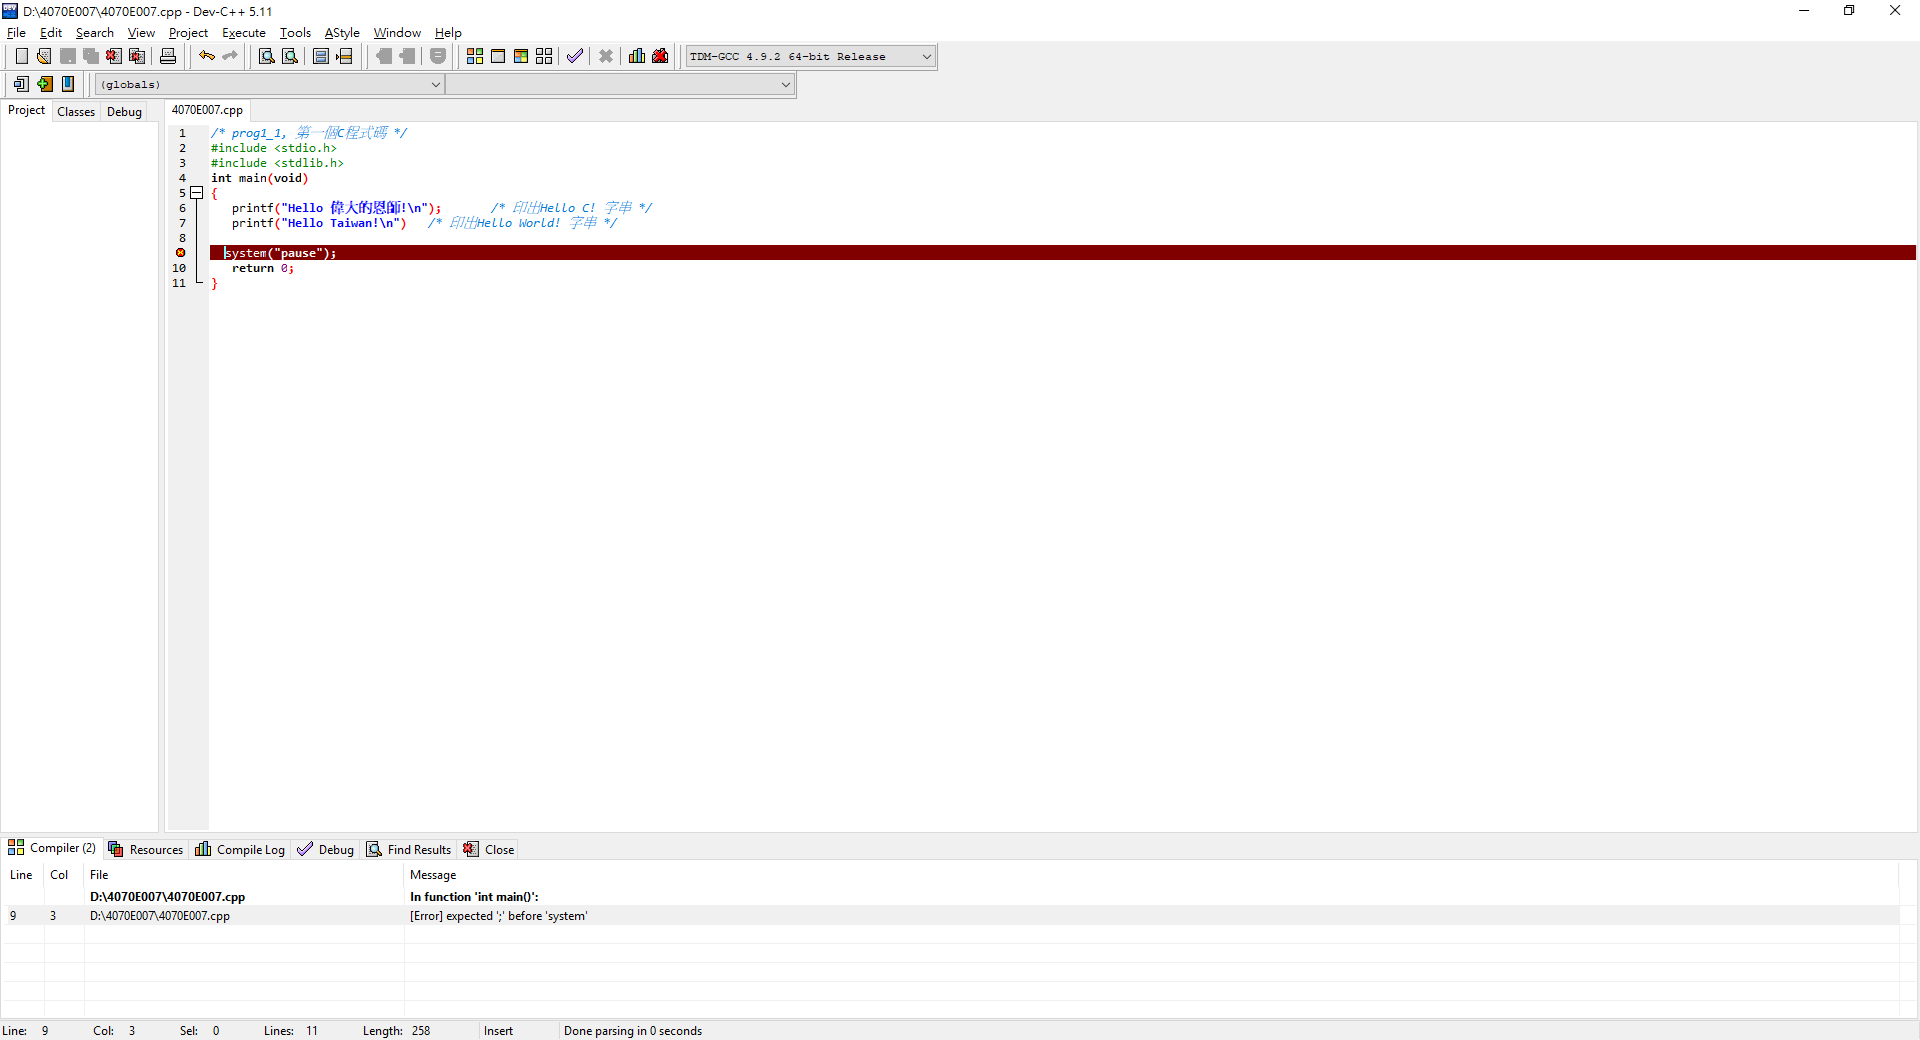 D:\4070E007\4070E007.cpp - Dev-C++ 5.11
File Edit Search View Project Execute Tools AStyle Window Help
TDM-GCC 4.9.2 64-bit Release
(globals)
Project Classes Debug 4070E007.cpp
1 /* prog1_1, 第一個C程式碼 */
2 #include <stdio.h>
3 #include <stdlib.h>
4 int main(void)
5 {
6 printf("Hello 偉大的恩師!\n"); /* 印出Hello C! 字串 */
7 printf("Hello Taiwan!\n") /* 印出Hello World! 字串 */
8
system("pause");
10 return 0;
11 }
Compiler (2) Resources Compile Log Debug Find Results Close
Line Col File Message
D:\4070E007\4070E007.cpp In function 'int main()':
9 3 D:\4070E007\4070E007.cpp [Error] expected ';' before 'system'
Line: 9 Col: 3 Sel: 0 Lines: 11 Length: 258 Insert Done parsing in 0 seconds